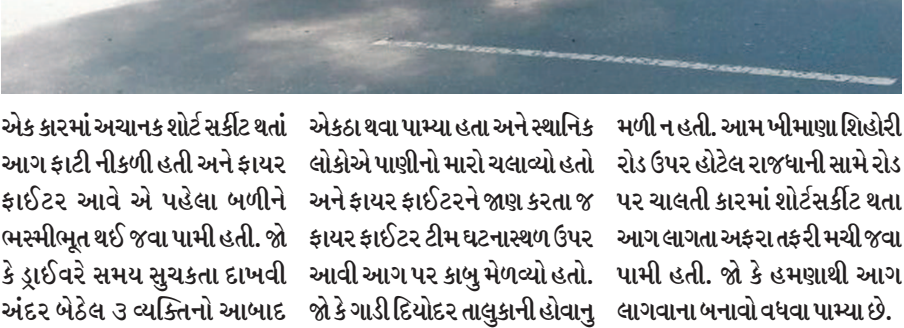 એક કારમાં અચાનક શોર્ટ સર્કીટ થતાં
આગ ફાટી નીકળી હતી અને ફાયર
ફાઈટર આવે એ પહેલા બળીને
ભસ્મીભૂત થઈ જવા પામી હતી. જો
કે ડ્રાઈવરે સમય સુચકતા દાખવી
અંદર બેઠેલ ૩ વ્યક્તિનો આબાદ
એકઠા થવા પામ્યા હતા અને સ્થાનિક
લોકોએ પાણીનો મારો ચલાવ્યો હતો
અને ફાયર ફાઈટરને જાણ કરતા જ
ફાયર ફાઈટર ટીમ ઘટનાસ્થળ ઉપર
આવી આગ પર કાબુ મેળવ્યો હતો.
જો કે ગાડી દિયોદર તાલુકાની હોવાનુ
મળી ન હતી. આમ ખીમાણા શિહોરી
રોડ ઉપર હોટેલ રાજધાની સામે રોડ
પર ચાલતી કારમાં શોર્ટસર્કીટ થતા
આગ લાગતા અફરા તફરી મચી જવા
પામી હતી. જો કે હમણાથી આગ
લાગવાના બનાવો વધવા પામ્યા છે.